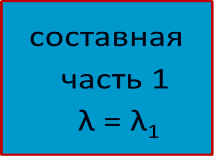 составная
часть 1
λ = λ₁